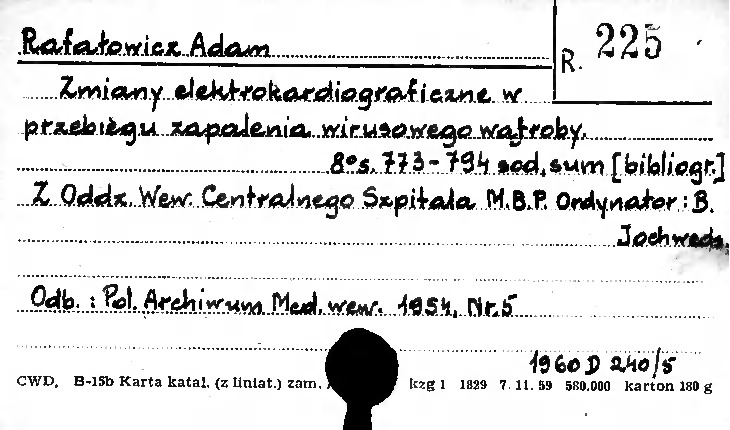 Rafałowicz Adam
R. 225
Zmiany elektrokardiograficzne w
przebiegu zapalenia wirusowego wątroby.
8° s. 773-794 sod, sum [bibliogr.]
Z Oddz. Wew. Centralnego Szpitala M.B.P. Ordynator: B.
Jochweds.
Odb.: Pol. Archiwum Med. wew. 1954, Nr. 5
1960 D 240/5
CWD, B-15b Karta katal. (z liniat.) zam. kzg 1 1829 7. 11. 59 580.000 karton 180 g